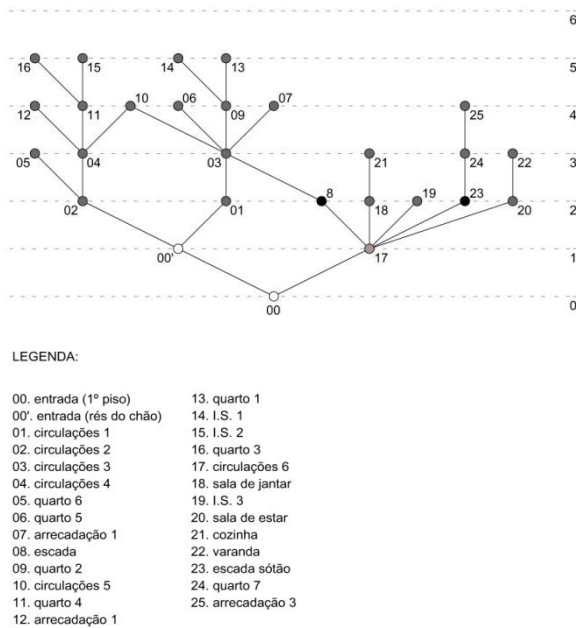 6
16 15 14 13 5
12 11 10 06 09 07 25 4
05 04 03 21 24 22 3
02 01 8 18 19 23 20 2
00' 17 1
00 0
LEGENDA:
00. entrada (1º piso)
00'. entrada (rés do chão)
01. circulações 1
02. circulações 2
03. circulações 3
04. circulações 4
05. quarto 6
06. quarto 5
07. arrecadação 1
08. escada
09. quarto 2
10. circulações 5
11. quarto 4
12. arrecadação 1
13. quarto 1
14. I.S. 1
15. I.S. 2
16. quarto 3
17. circulações 6
18. sala de jantar
19. I.S. 3
20. sala de estar
21. cozinha
22. varanda
23. escada sótão
24. quarto 7
25. arrecadação 3